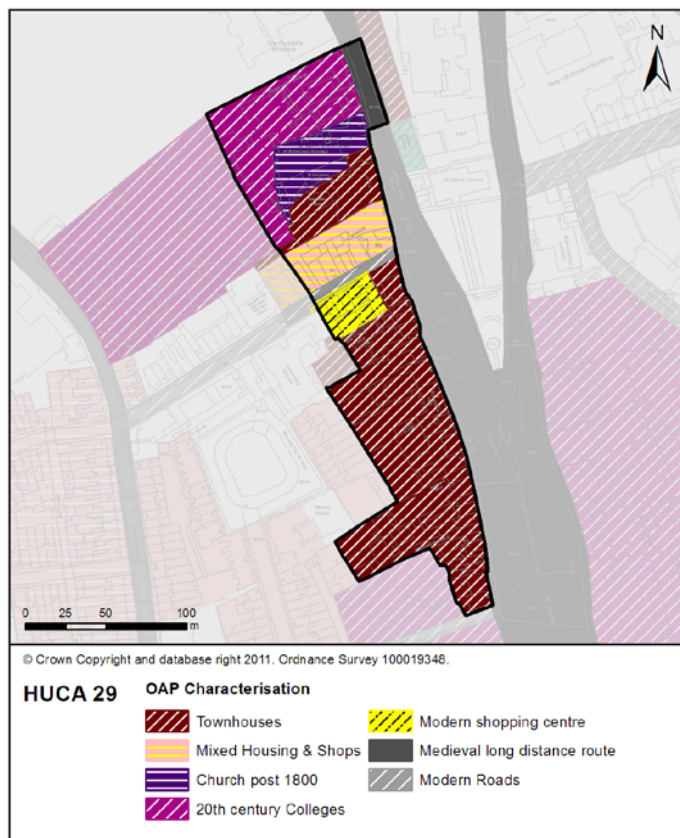 N
0 25 50 100
m
© Crown Copyright and database right 2011. Ordnance Survey 100019348.
HUCA 29 OAP Characterisation
Townhouses
Mixed Housing & Shops
Church post 1800
20th century Colleges
Modern shopping centre
Medieval long distance route
Modern Roads